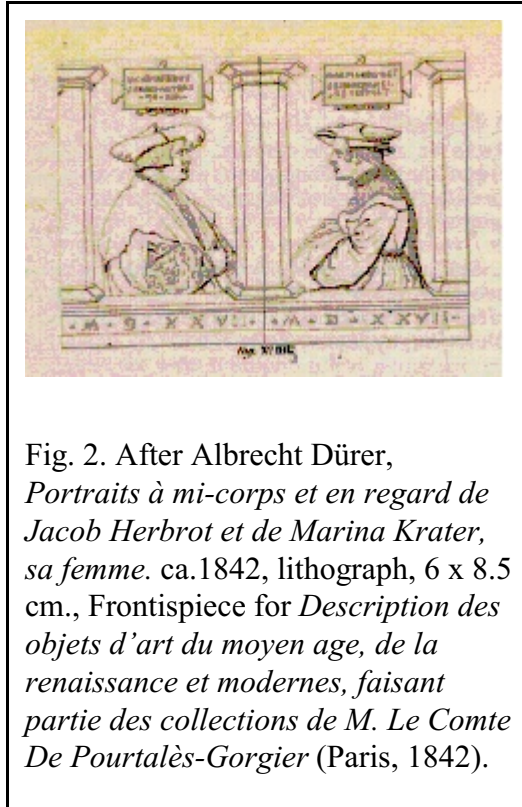 · M · D · X X V I I · · M · D · X X V I I ·
Fig. 2. After Albrecht Dürer,
Portraits à mi-corps et en regard de
Jacob Herbrot et de Marina Krater,
sa femme. ca.1842, lithograph, 6 x 8.5
cm., Frontispiece for Description des
objets d’art du moyen age, de la
renaissance et modernes, faisant
partie des collections de M. Le Comte
De Pourtalès-Gorgier (Paris, 1842).